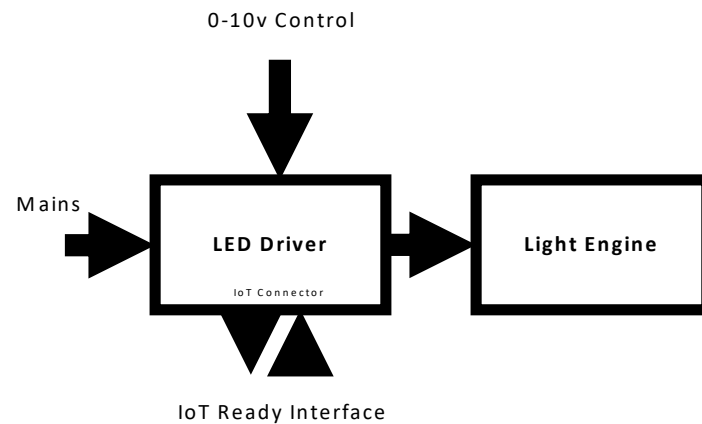 0-10v Control
Mains
LED Driver
Light Engine
IoT Connector
IoT Ready Interface